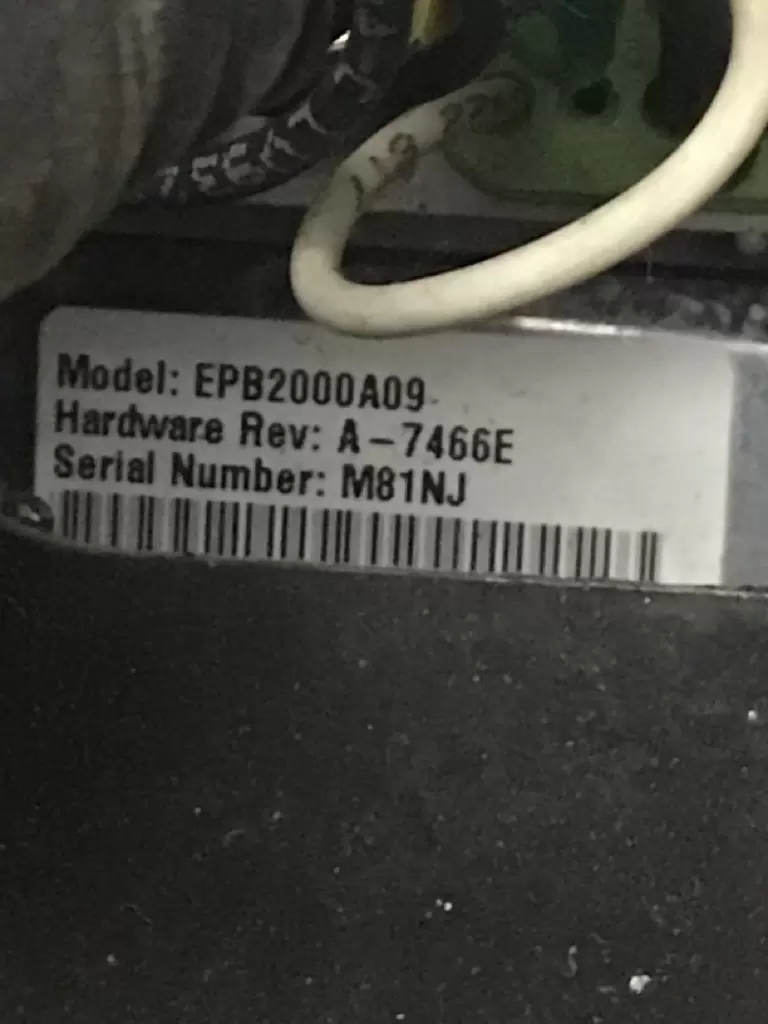 Model: EPB2000A09
Hardware Rev: A-7466E
Serial Number: M81NJ